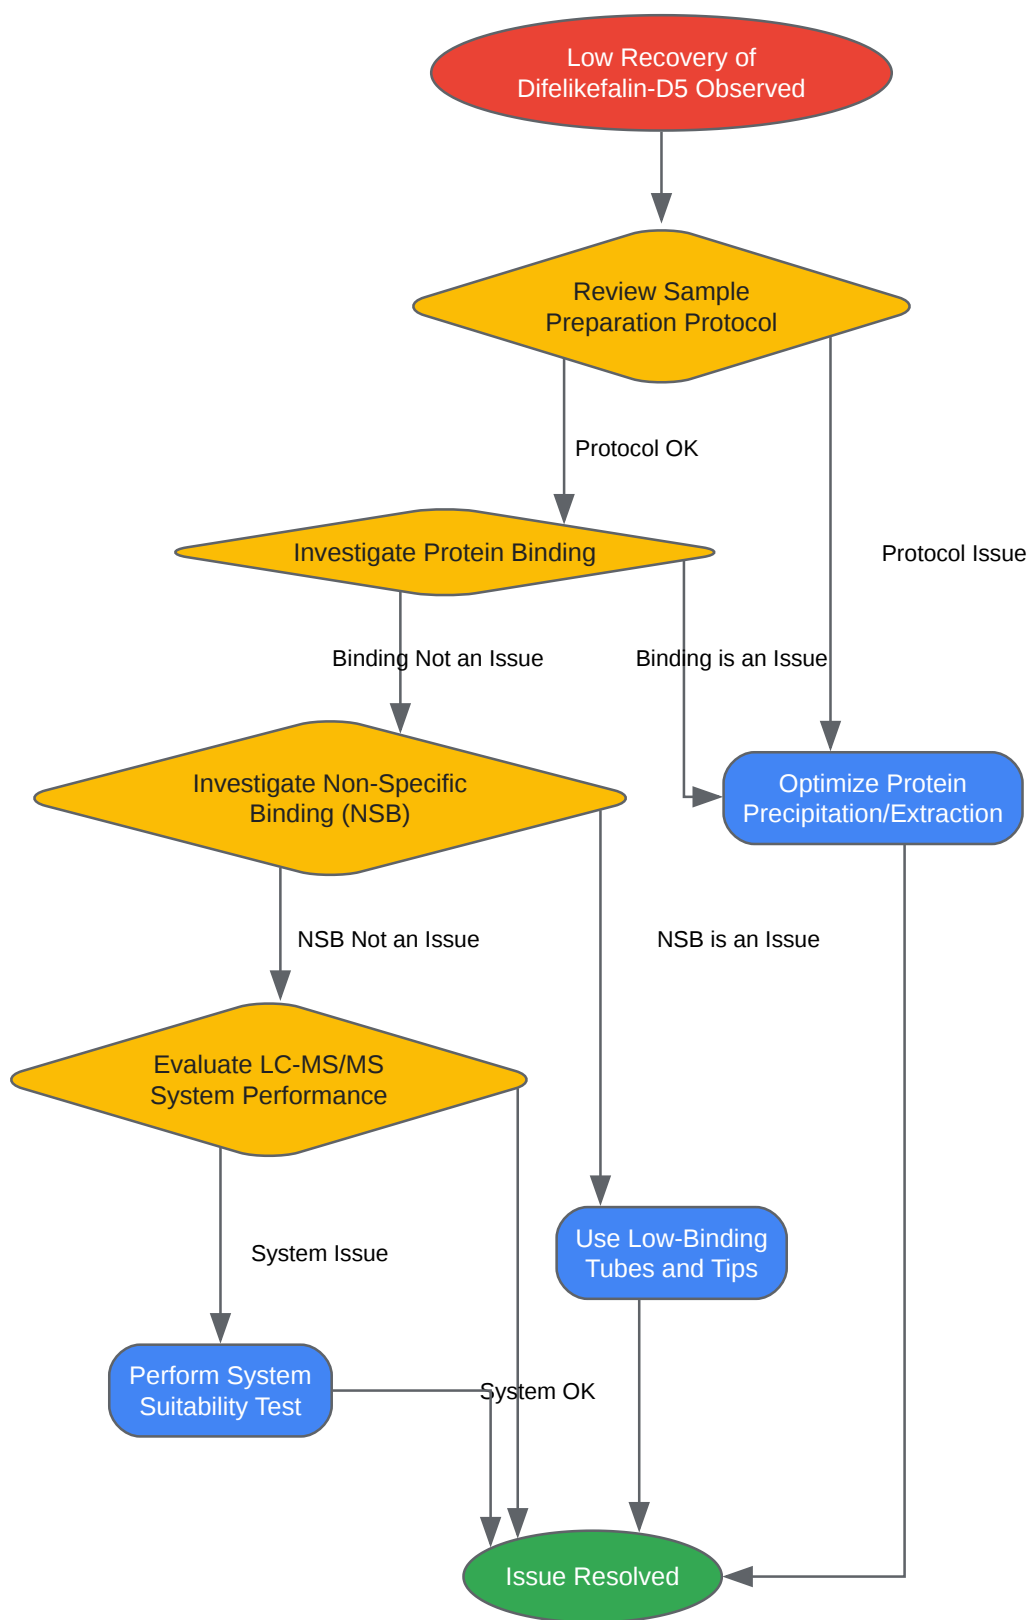 Low Recovery of
Difelikefalin-D5 Observed
Review Sample
Preparation Protocol
Protocol OK
Investigate Protein Binding
Protocol Issue
Binding Not an Issue
Binding is an Issue
Investigate Non-Specific
Binding (NSB)
Optimize Protein
Precipitation/Extraction
NSB Not an Issue
NSB is an Issue
Evaluate LC-MS/MS
System Performance
System Issue
Use Low-Binding
Tubes and Tips
Perform System
Suitability Test
System OK
Issue Resolved